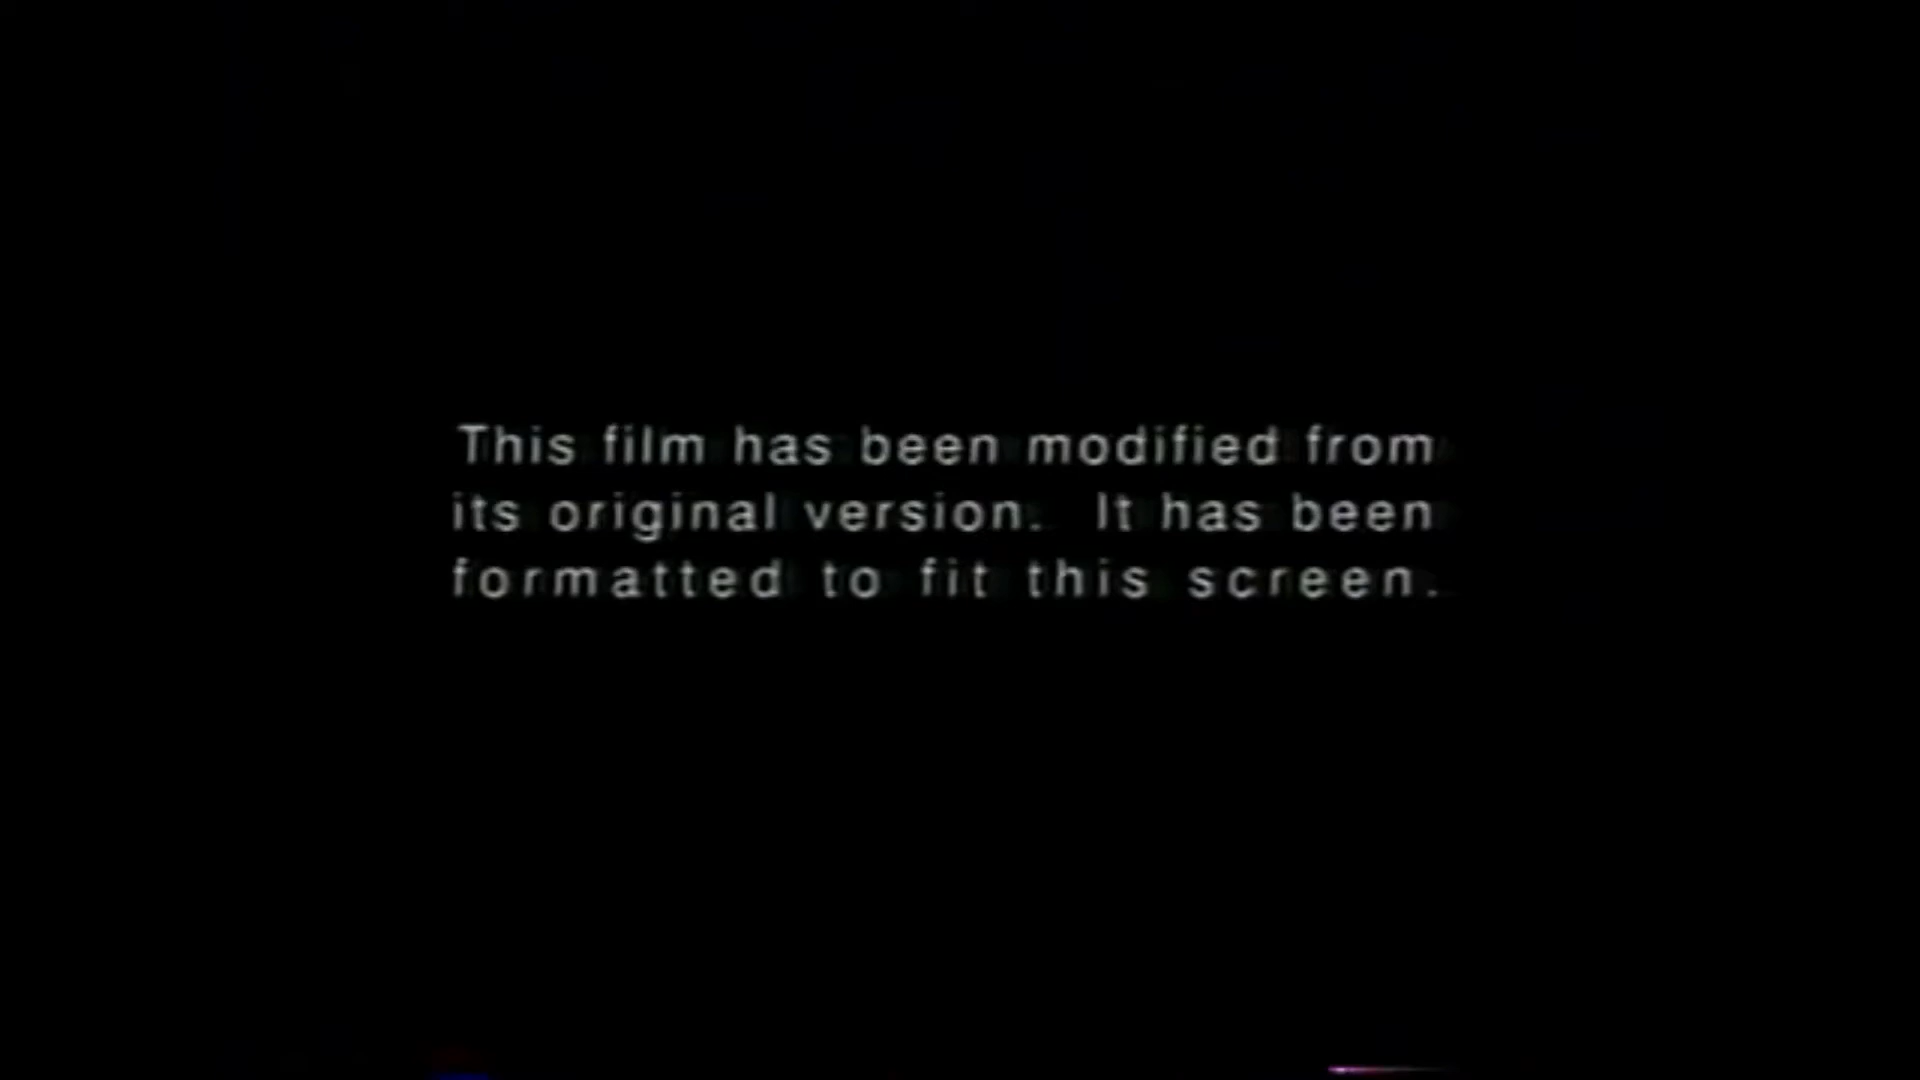 This film has been modified from
its original version.  It has been
formatted to fit this screen.